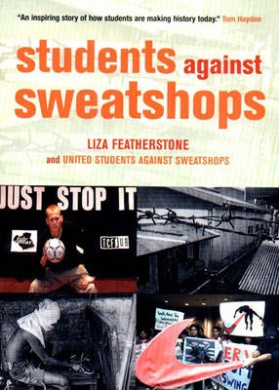 "An inspiring story of how students are making history today." Tom Hayden
students against
sweatshops
LIZA FEATHERSTONE
and UNITED STUDENTS AGAINST SWEATSHOPS
JUST STOP IT